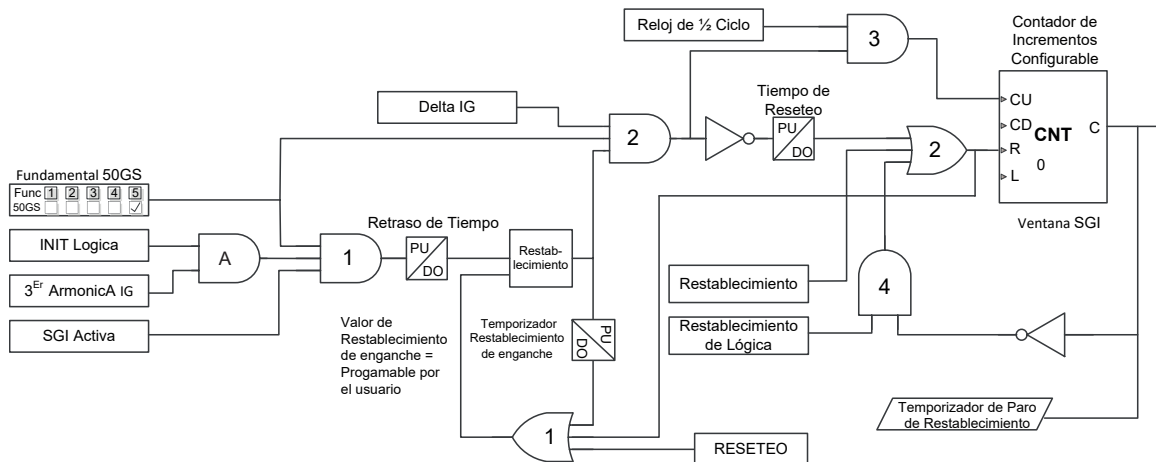 Reloj de ½ Ciclo
3
Contador de
Incrementos
Configurable
Delta IG
2
Tiempo de
Reseteo
PU
DO
2
CU
CD
CNT
C
R
0
L
Ventana SGI
Fundamental 50GS
Func 1 2 3 4 5
50GS
INIT Logica
A
3Er ArmonicA IG
SGI Activa
1
Retraso de Tiempo
PU
DO
Restab-
lecimiento
Valor de
Restablecimiento
de enganche =
Progamable por
el usuario
Temporizador
Restablecimiento
de enganche
PU
DO
Restablecimiento
Restablecimiento
de Lógica
4
1
RESETEO
Temporizador de Paro
de Restablecimiento